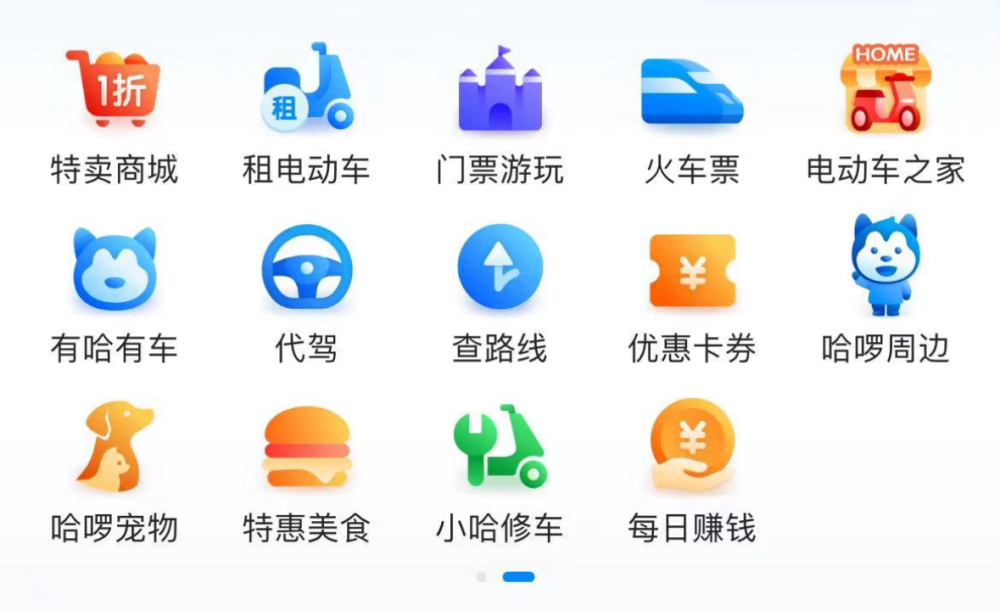 1折
租
HOME
特卖商城
租电动车
门票游玩
火车票
电动车之家
¥
有哈有车
代驾
查路线
优惠卡券
哈啰周边
¥
哈啰宠物
特惠美食
小哈修车
每日赚钱